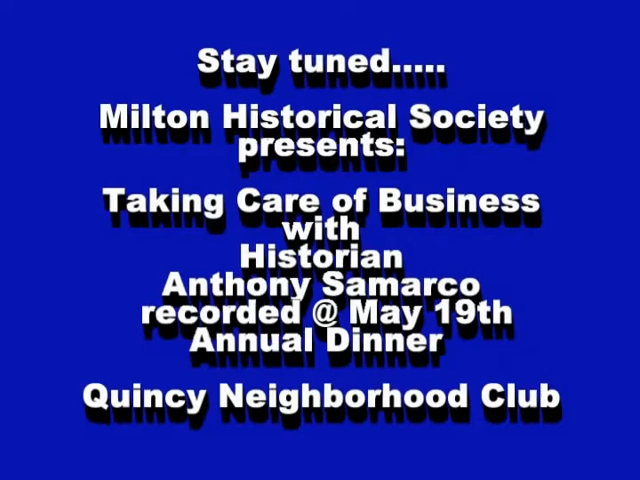 Stay tuned.....
Milton Historical Society
presents:
Taking Care of Business
with
Historian
Anthony Samarco
recorded @ May 19th
Annual Dinner
Quincy Neighborhood Club